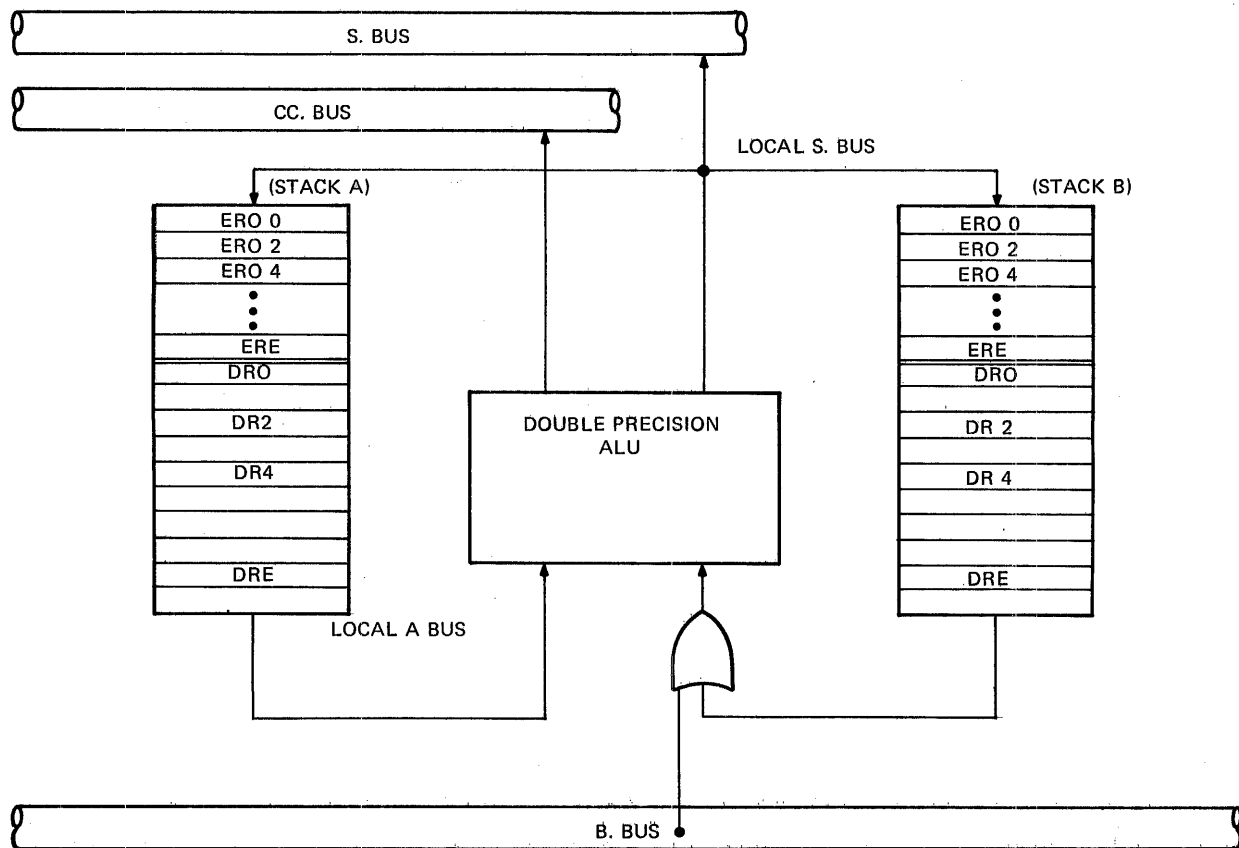 S. BUS
CC. BUS
LOCAL S. BUS
(STACK A)
(STACK B)
ERO 0
ERO 2
ERO 4
ERE
DRO
DR2
DR4
DRE
ERO 0
ERO 2
ERO 4
ERE
DRO
DR 2
DR 4
DRE
DOUBLE PRECISION
ALU
LOCAL A BUS
B. BUS